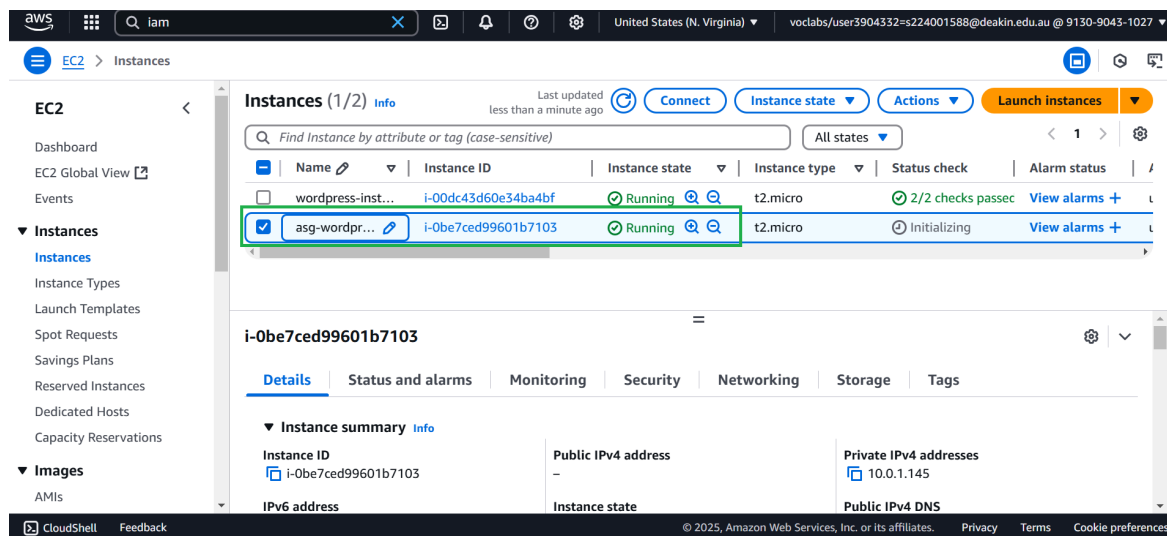 aws iam United States (N. Virginia) voclabs/user3904332=s224001588@deakin.edu.au @ 9130-9043-1027
EC2 > Instances
EC2
Dashboard
EC2 Global View
Events
Instances
Instances
Instance Types
Launch Templates
Spot Requests
Savings Plans
Reserved Instances
Dedicated Hosts
Capacity Reservations
Images
AMIs
Instances (1/2) Info
Last updated
less than a minute ago
Connect Instance state Actions Launch instances
Find Instance by attribute or tag (case-sensitive) All states 1
Name Instance ID Instance state Instance type Status check Alarm status
wordpress-inst... i-00dc43d60e34ba4bf Running t2.micro 2/2 checks passec View alarms +
asg-wordpr... i-0be7ced99601b7103 Running t2.micro Initializing View alarms +
i-0be7ced99601b7103
Details Status and alarms Monitoring Security Networking Storage Tags
Instance summary Info
Instance ID Public IPv4 address Private IPv4 addresses
i-0be7ced99601b7103 – 10.0.1.145
IPv6 address Instance state Public IPv4 DNS
CloudShell Feedback © 2025, Amazon Web Services, Inc. or its affiliates. Privacy Terms Cookie preferences